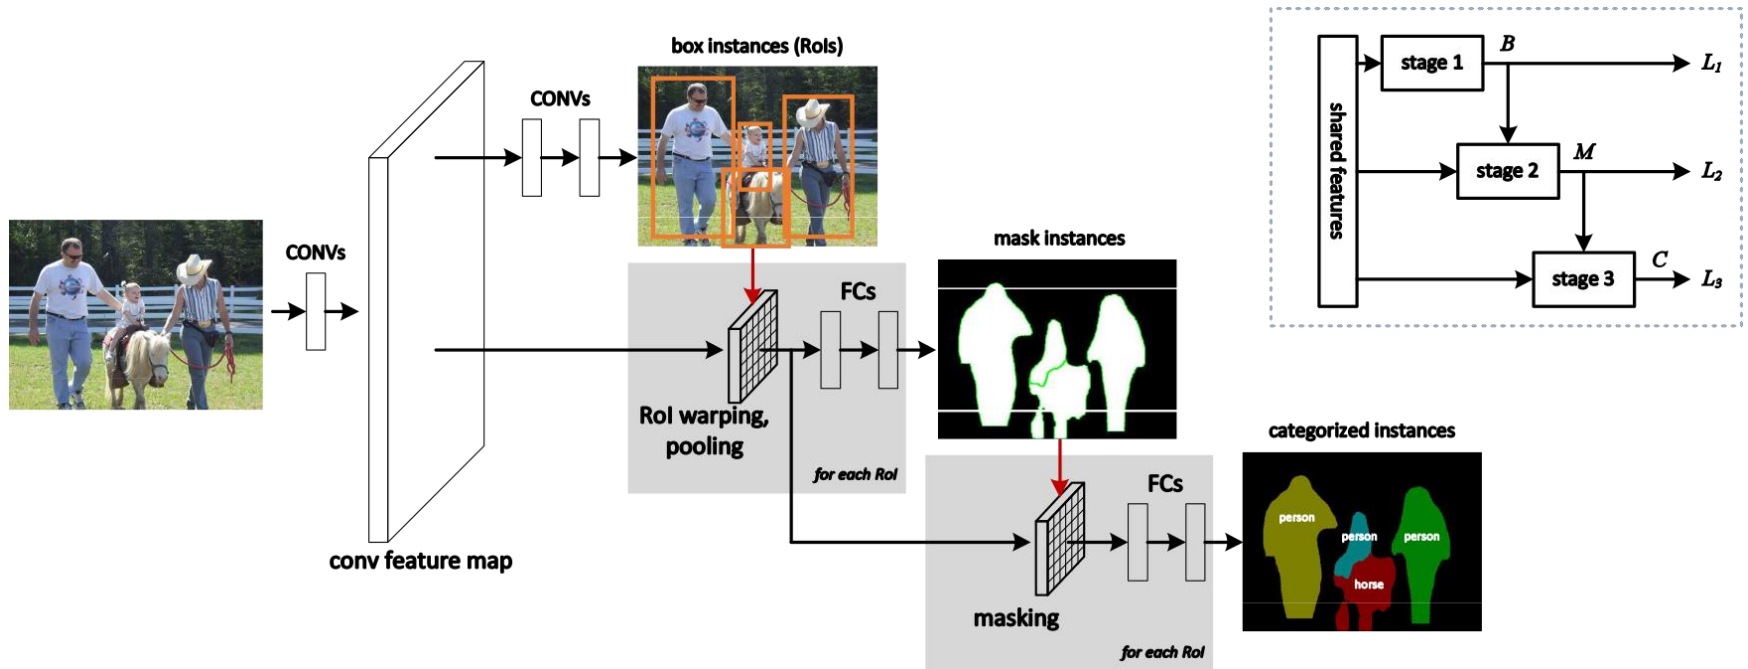 box instances (RoIs)
CONVs
CONVs
conv feature map
mask instances
FCs
RoI warping,
pooling
for each RoI
categorized instances
FCs
masking
for each RoI
person
person
person
horse
shared features
stage 1
B
L1
stage 2
M
L2
stage 3
C
L3